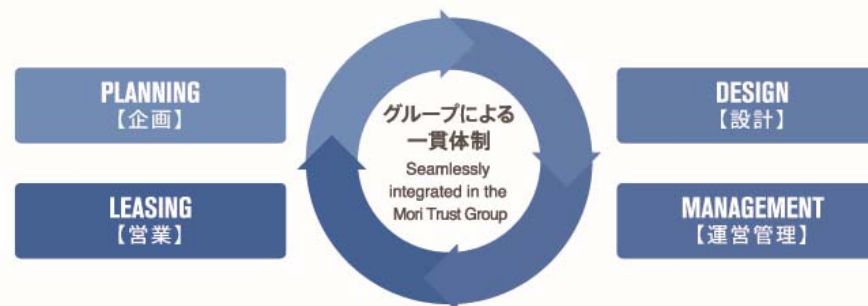 PLANNING
【企画】
LEASING
【営業】
グループによる
一貫体制
Seamlessly
integrated in the
Mori Trust Group
DESIGN
【設計】
MANAGEMENT
【運営管理】